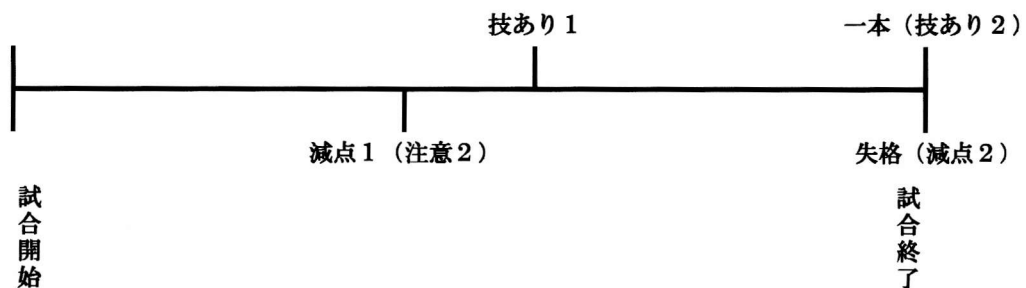 技あり1
一本（技あり2）
減点1（注意2）
失格（減点2）
試合開始
試合終了